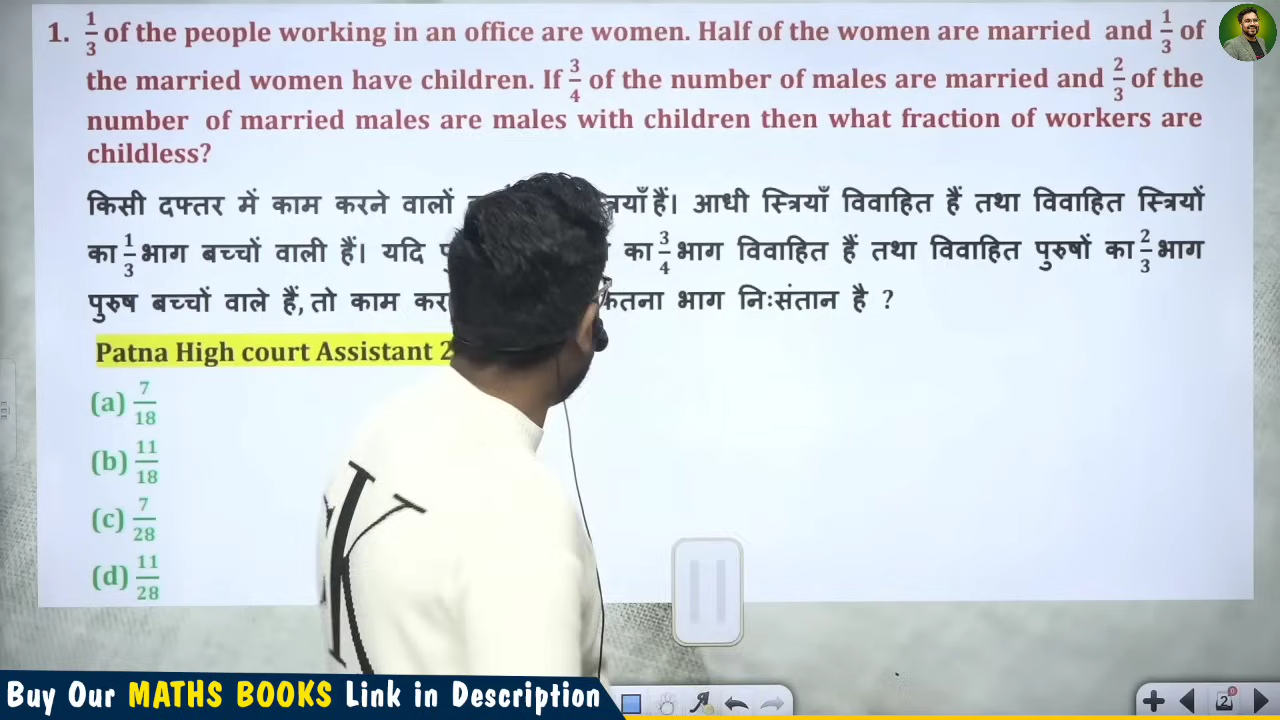 1. 1/3 of the people working in an office are women. Half of the women are married and 1/3 of
the married women have children. If 3/4 of the number of males are married and 2/3 of the
number of married males are males with children then what fraction of workers are
childless?
किसी दफ्तर में काम करने वालों हैं। आधी स्त्रियाँ विवाहित हैं तथा विवाहित स्त्रियों
का 1/3 भाग बच्चों वाली हैं। यदि का 3/4 भाग विवाहित हैं तथा विवाहित पुरुषों का 2/3 भाग
पुरुष बच्चों वाले हैं, तो काम भाग निःसंतान है ?
Patna High court Assistant
(a) 7/18
(b) 11/18
(c) 7/28
(d) 11/28
Buy Our MATHS BOOKS Link in Description
2